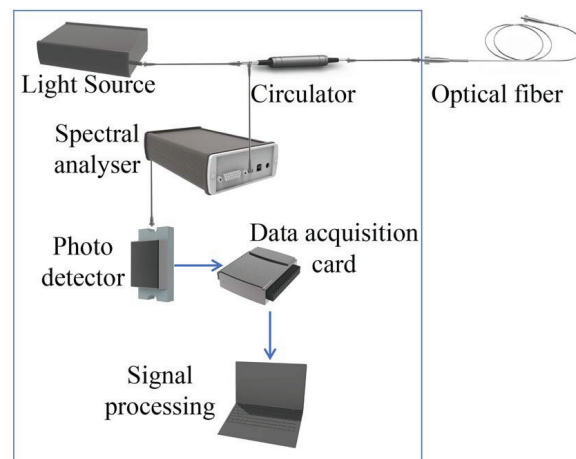 Light Source
Circulator
Optical fiber
Spectral
analyser
Photo
detector
Data acquisition
card
Signal
processing